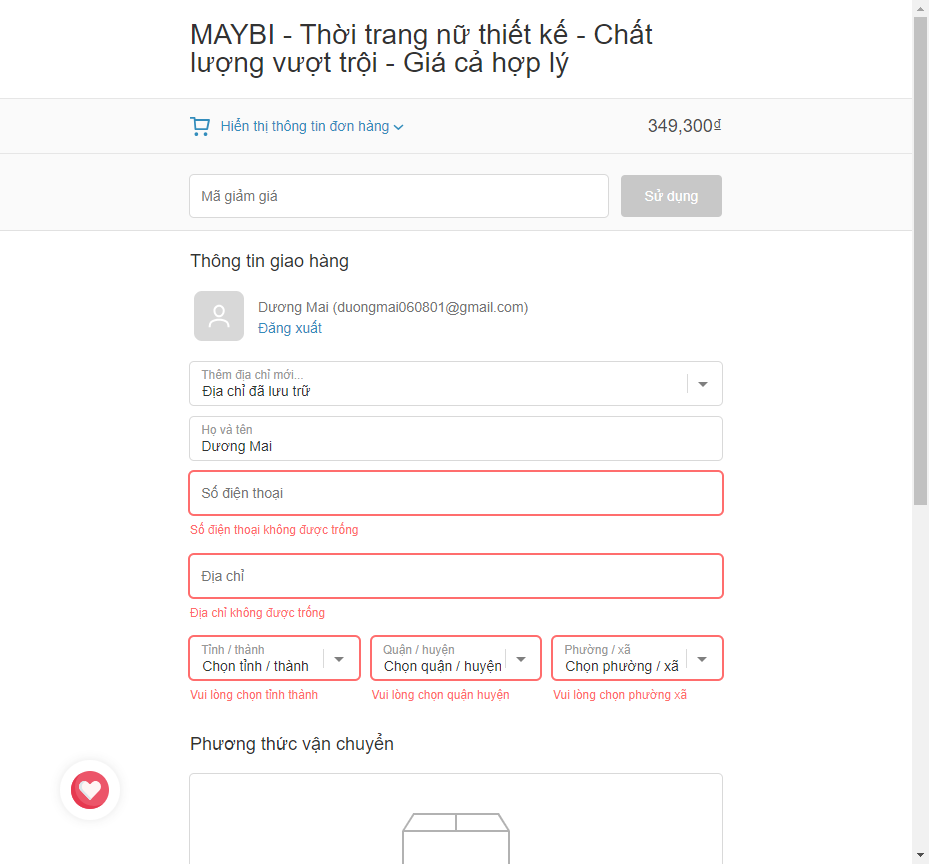 MAYBI - Thời trang nữ thiết kế - Chất
lượng vượt trội - Giá cả hợp lý
Hiển thị thông tin đơn hàng
349,300₫
Mã giảm giá
Sử dụng
Thông tin giao hàng
Dương Mai (duongmai060801@gmail.com)
Đăng xuất
Thêm địa chỉ mới...
Địa chỉ đã lưu trữ
Họ và tên
Dương Mai
Số điện thoại
Số điện thoại không được trống
Địa chỉ
Địa chỉ không được trống
Tỉnh / thành
Chọn tỉnh / thành
Vui lòng chọn tỉnh thành
Quận / huyện
Chọn quận / huyện
Vui lòng chọn quận huyện
Phường / xã
Chọn phường / xã
Vui lòng chọn phường xã
Phương thức vận chuyển